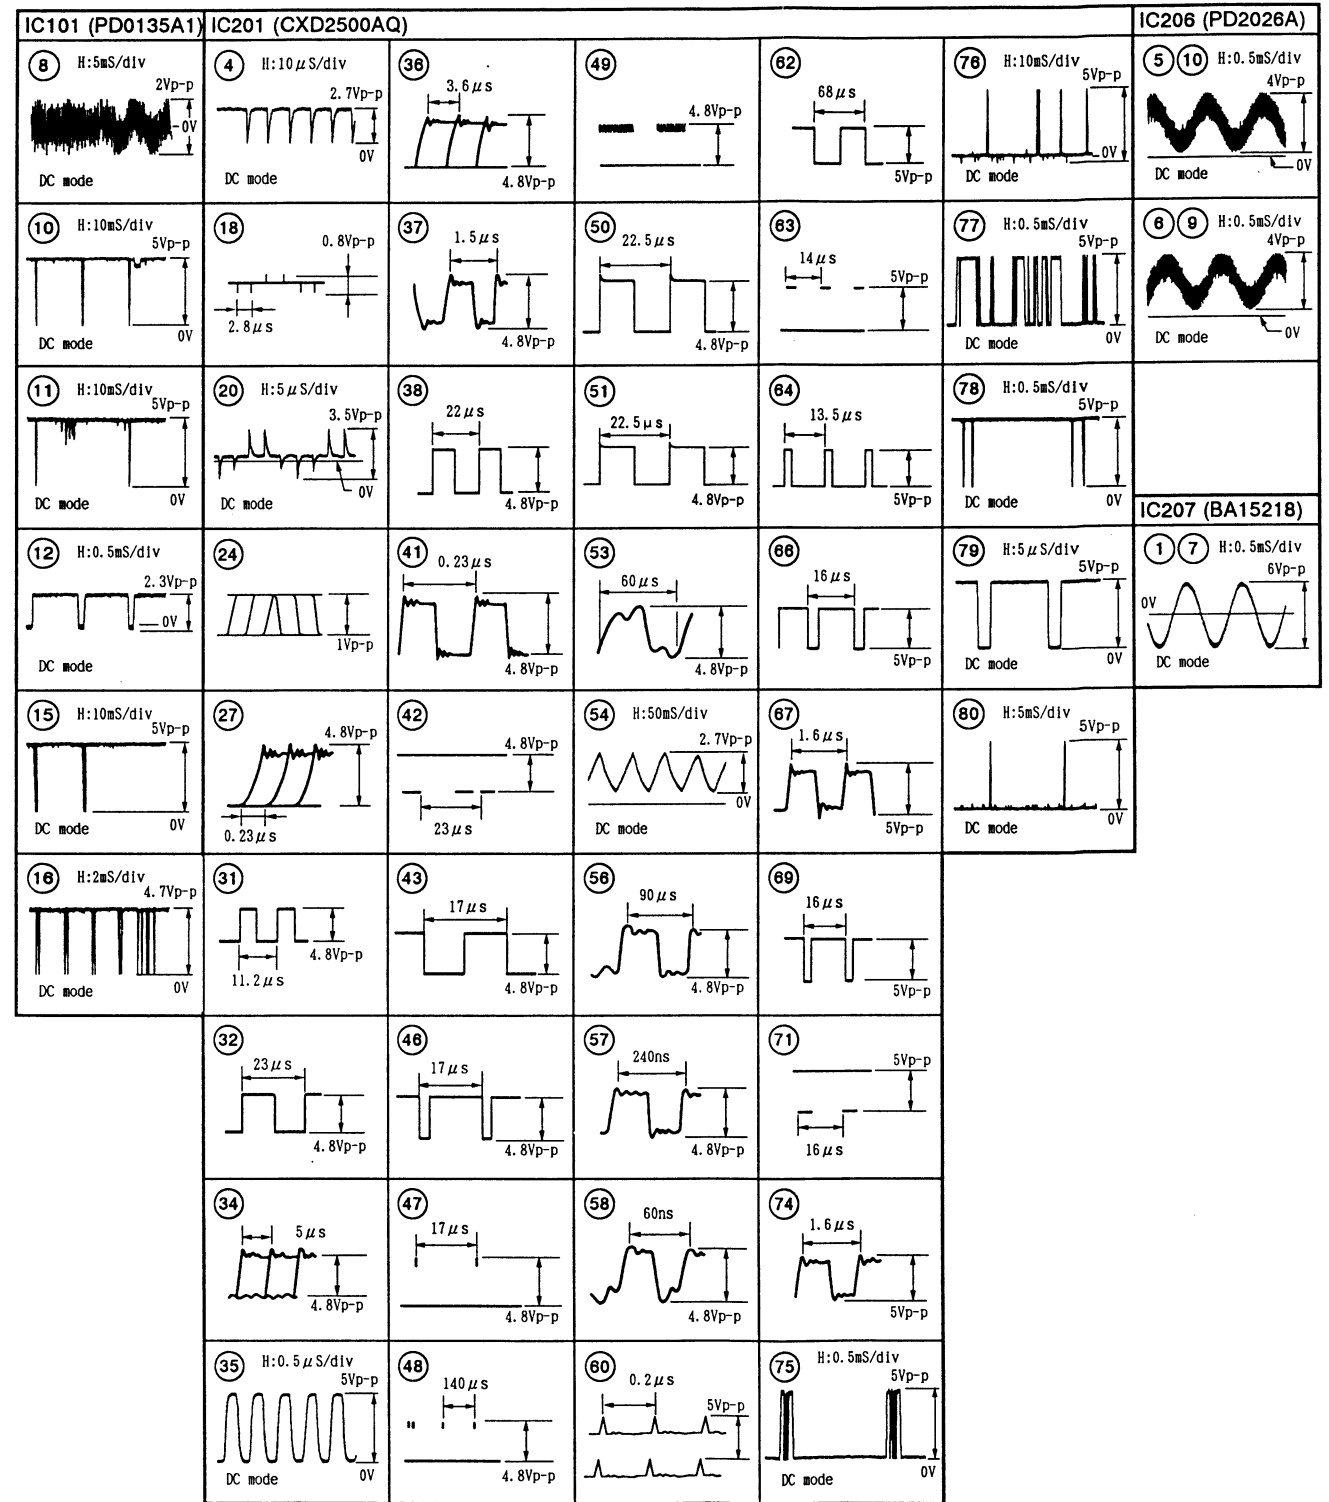 IC101 (PD0135A1)
8 H:5mS/div
2Vp-p
0V
DC mode
10 H:10mS/div
5Vp-p
0V
DC mode
11 H:10mS/div
5Vp-p
0V
DC mode
12 H:0.5mS/div
2.3Vp-p
0V
DC mode
15 H:10mS/div
5Vp-p
0V
DC mode
16 H:2mS/div
4.7Vp-p
0V
DC mode
IC201 (CXD2500AQ)
4 H:10μS/div
2.7Vp-p
0V
DC mode
18
0.8Vp-p
2.8μs
20 H:5μS/div
3.5Vp-p
0V
DC mode
24
1Vp-p
27
4.8Vp-p
0.23μs
31
4.8Vp-p
11.2μs
32
23μs
4.8Vp-p
34
5μs
4.8Vp-p
35 H:0.5μS/div
5Vp-p
0V
DC mode
36
3.6μs
4.8Vp-p
37
1.5μs
4.8Vp-p
38
22μs
4.8Vp-p
41
0.23μs
4.8Vp-p
42
4.8Vp-p
23μs
43
17μs
4.8Vp-p
46
17μs
4.8Vp-p
47
17μs
4.8Vp-p
48
140μs
4.8Vp-p
49
4.8Vp-p
50
22.5μs
4.8Vp-p
51
22.5μs
4.8Vp-p
53
60μs
4.8Vp-p
54 H:50mS/div
2.7Vp-p
0V
DC mode
56
90μs
4.8Vp-p
57
240ns
4.8Vp-p
58
60ns
4.8Vp-p
60
0.2μs
5Vp-p
62
68μs
5Vp-p
63
14μs
5Vp-p
64
13.5μs
5Vp-p
66
16μs
5Vp-p
67
1.6μs
5Vp-p
69
16μs
5Vp-p
71
5Vp-p
16μs
74
1.6μs
5Vp-p
75 H:0.5mS/div
5Vp-p
0V
DC mode
76 H:10mS/div
5Vp-p
0V
DC mode
77 H:0.5mS/div
5Vp-p
0V
DC mode
78 H:0.5mS/div
5Vp-p
0V
DC mode
79 H:5μS/div
5Vp-p
0V
DC mode
80 H:5mS/div
5Vp-p
0V
DC mode
IC206 (PD2026A)
5 10 H:0.5mS/div
4Vp-p
0V
DC mode
6 9 H:0.5mS/div
4Vp-p
0V
DC mode
IC207 (BA15218)
1 7 H:0.5mS/div
6Vp-p
0V
DC mode